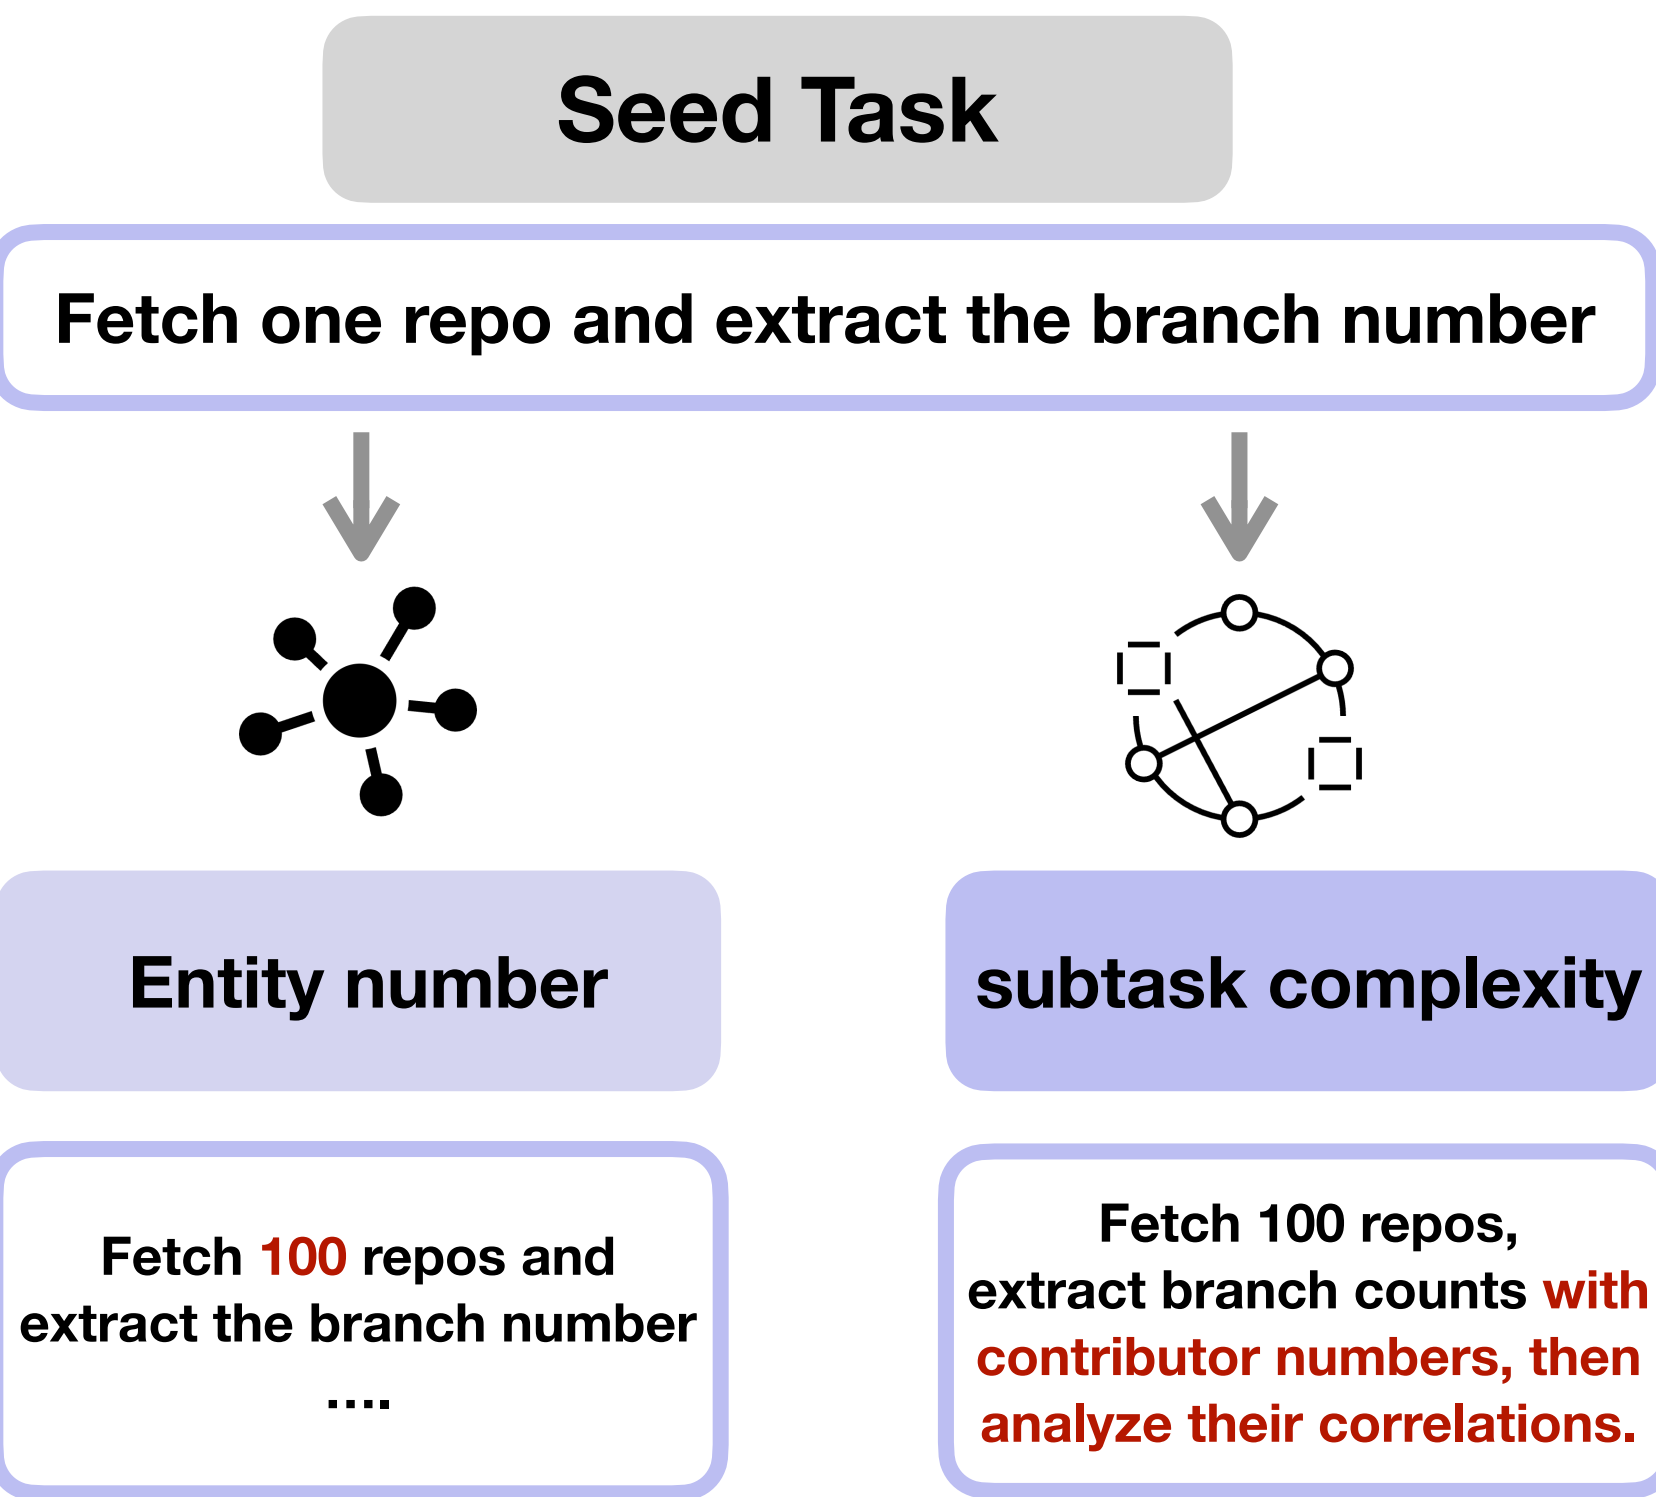 Seed Task
Fetch one repo and extract the branch number
Entity number
subtask complexity
Fetch 100 repos and
extract the branch number
....
Fetch 100 repos,
extract branch counts with
contributor numbers, then
analyze their correlations.